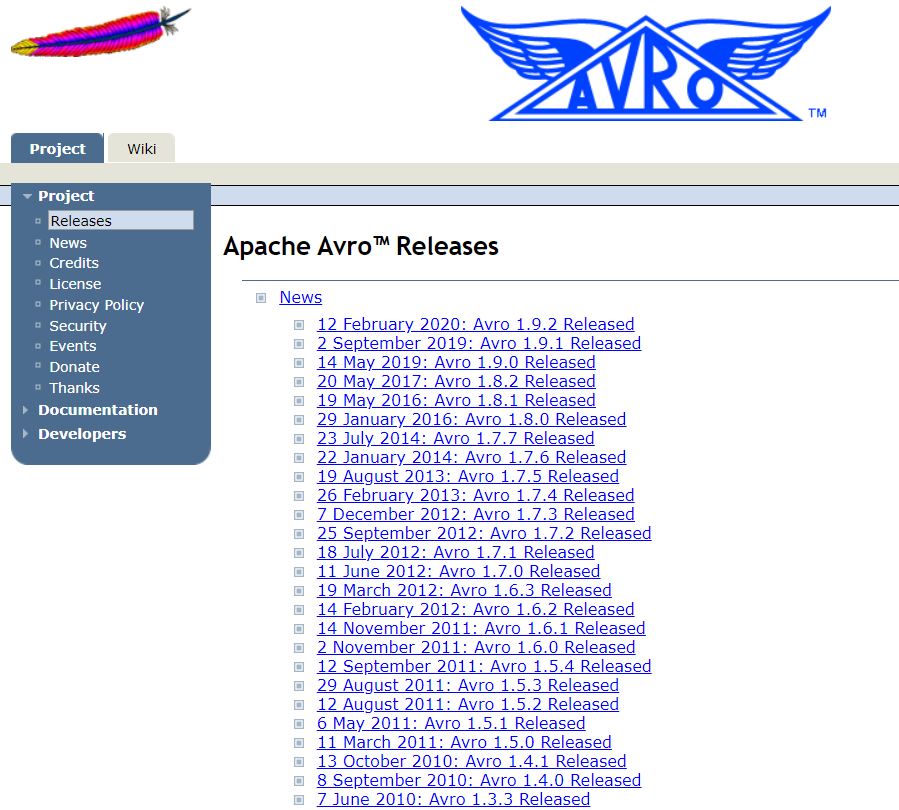 AVRO
TM
Project
Wiki
Project
Releases
News
Credits
License
Privacy Policy
Security
Events
Donate
Thanks
Documentation
Developers
Apache Avro™ Releases
News
12 February 2020: Avro 1.9.2 Released
2 September 2019: Avro 1.9.1 Released
14 May 2019: Avro 1.9.0 Released
20 May 2017: Avro 1.8.2 Released
19 May 2016: Avro 1.8.1 Released
29 January 2016: Avro 1.8.0 Released
23 July 2014: Avro 1.7.7 Released
22 January 2014: Avro 1.7.6 Released
19 August 2013: Avro 1.7.5 Released
26 February 2013: Avro 1.7.4 Released
7 December 2012: Avro 1.7.3 Released
25 September 2012: Avro 1.7.2 Released
18 July 2012: Avro 1.7.1 Released
11 June 2012: Avro 1.7.0 Released
19 March 2012: Avro 1.6.3 Released
14 February 2012: Avro 1.6.2 Released
14 November 2011: Avro 1.6.1 Released
2 November 2011: Avro 1.6.0 Released
12 September 2011: Avro 1.5.4 Released
29 August 2011: Avro 1.5.3 Released
12 August 2011: Avro 1.5.2 Released
6 May 2011: Avro 1.5.1 Released
11 March 2011: Avro 1.5.0 Released
13 October 2010: Avro 1.4.1 Released
8 September 2010: Avro 1.4.0 Released
7 June 2010: Avro 1.3.3 Released